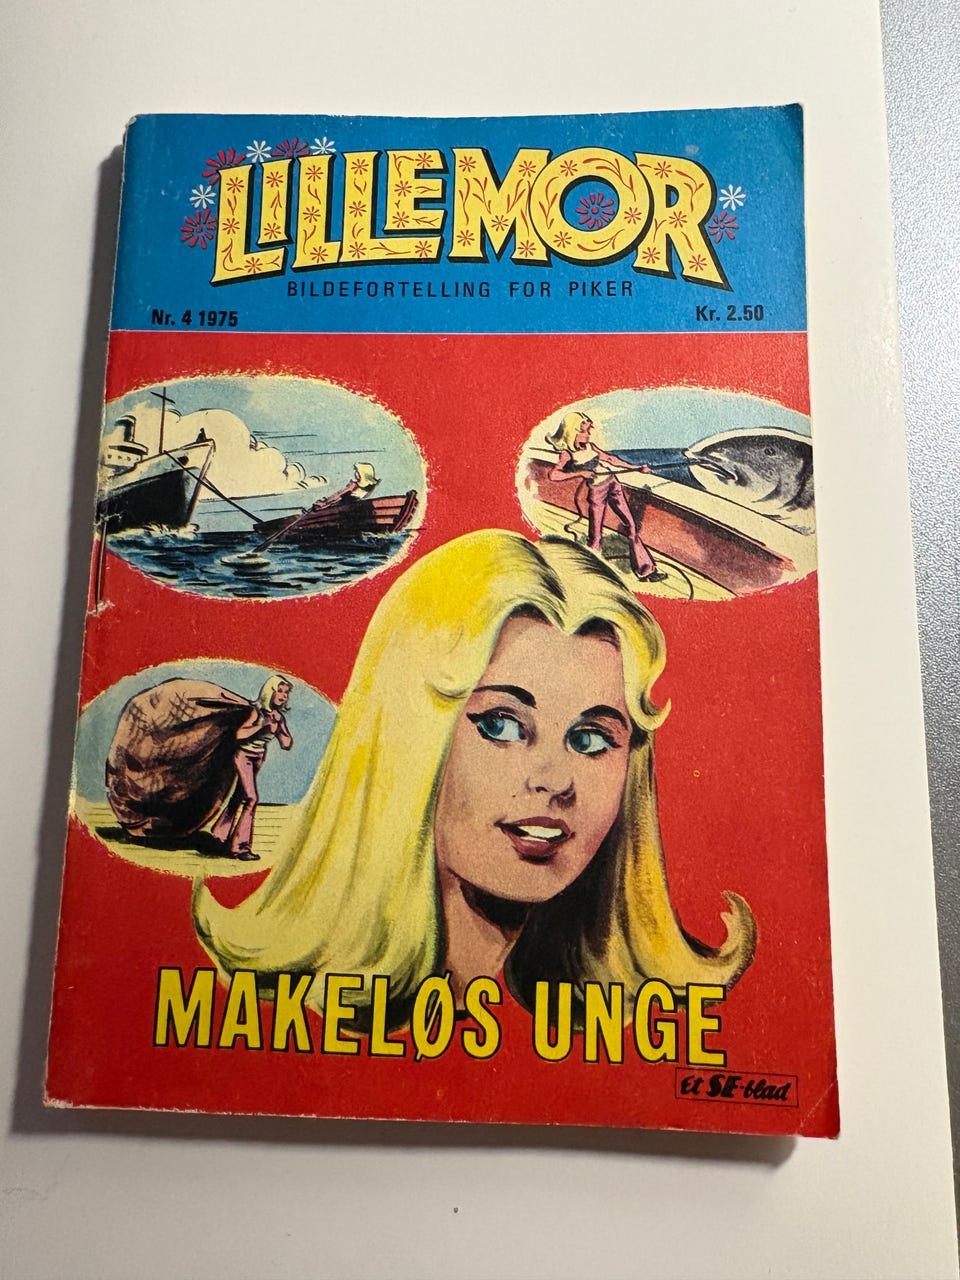 LILLEMOR
BILDEFORTELLING FOR PIKER
Nr. 4 1975
Kr. 2.50
MAKELØS UNGE
Et SE-blad